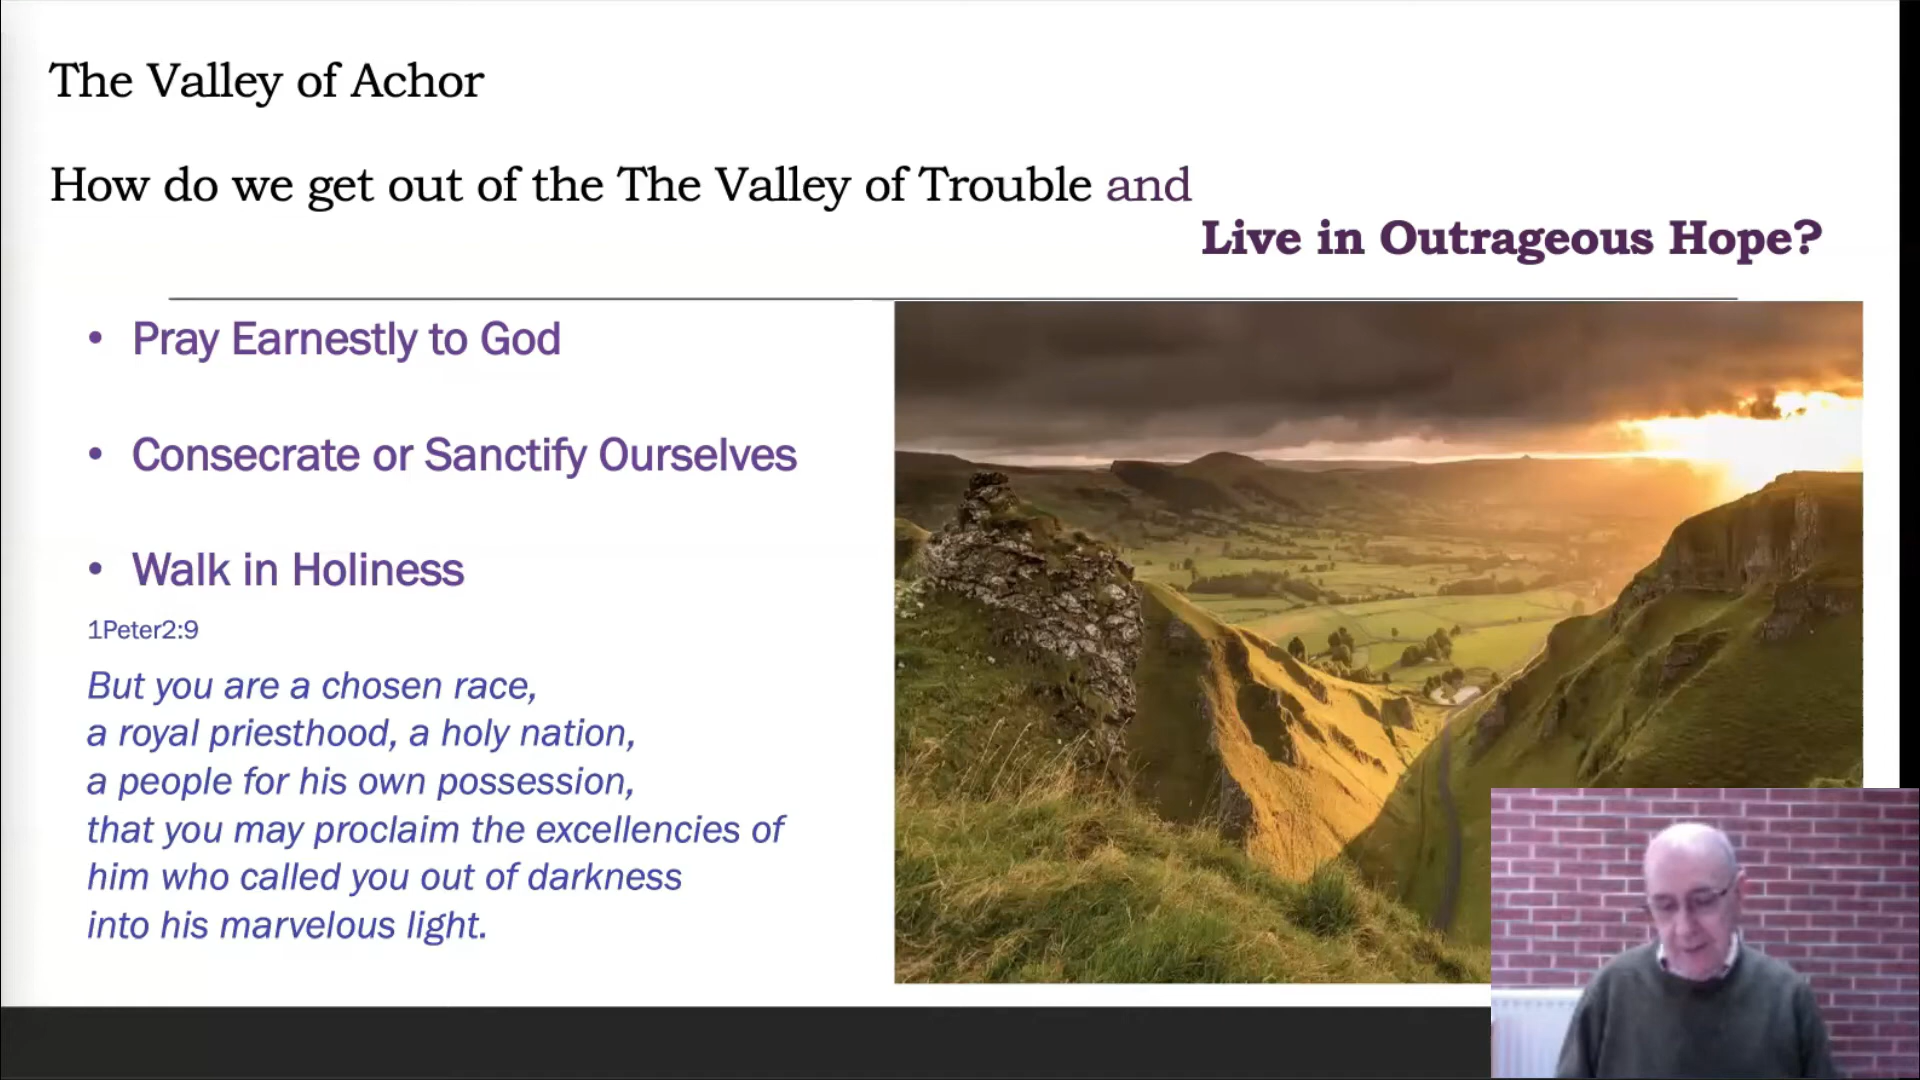 The Valley of Achor
How do we get out of the The Valley of Trouble and
Live in Outrageous Hope?
• Pray Earnestly to God
• Consecrate or Sanctify Ourselves
• Walk in Holiness
1Peter2:9
But you are a chosen race,
a royal priesthood, a holy nation,
a people for his own possession,
that you may proclaim the excellencies of
him who called you out of darkness
into his marvelous light.